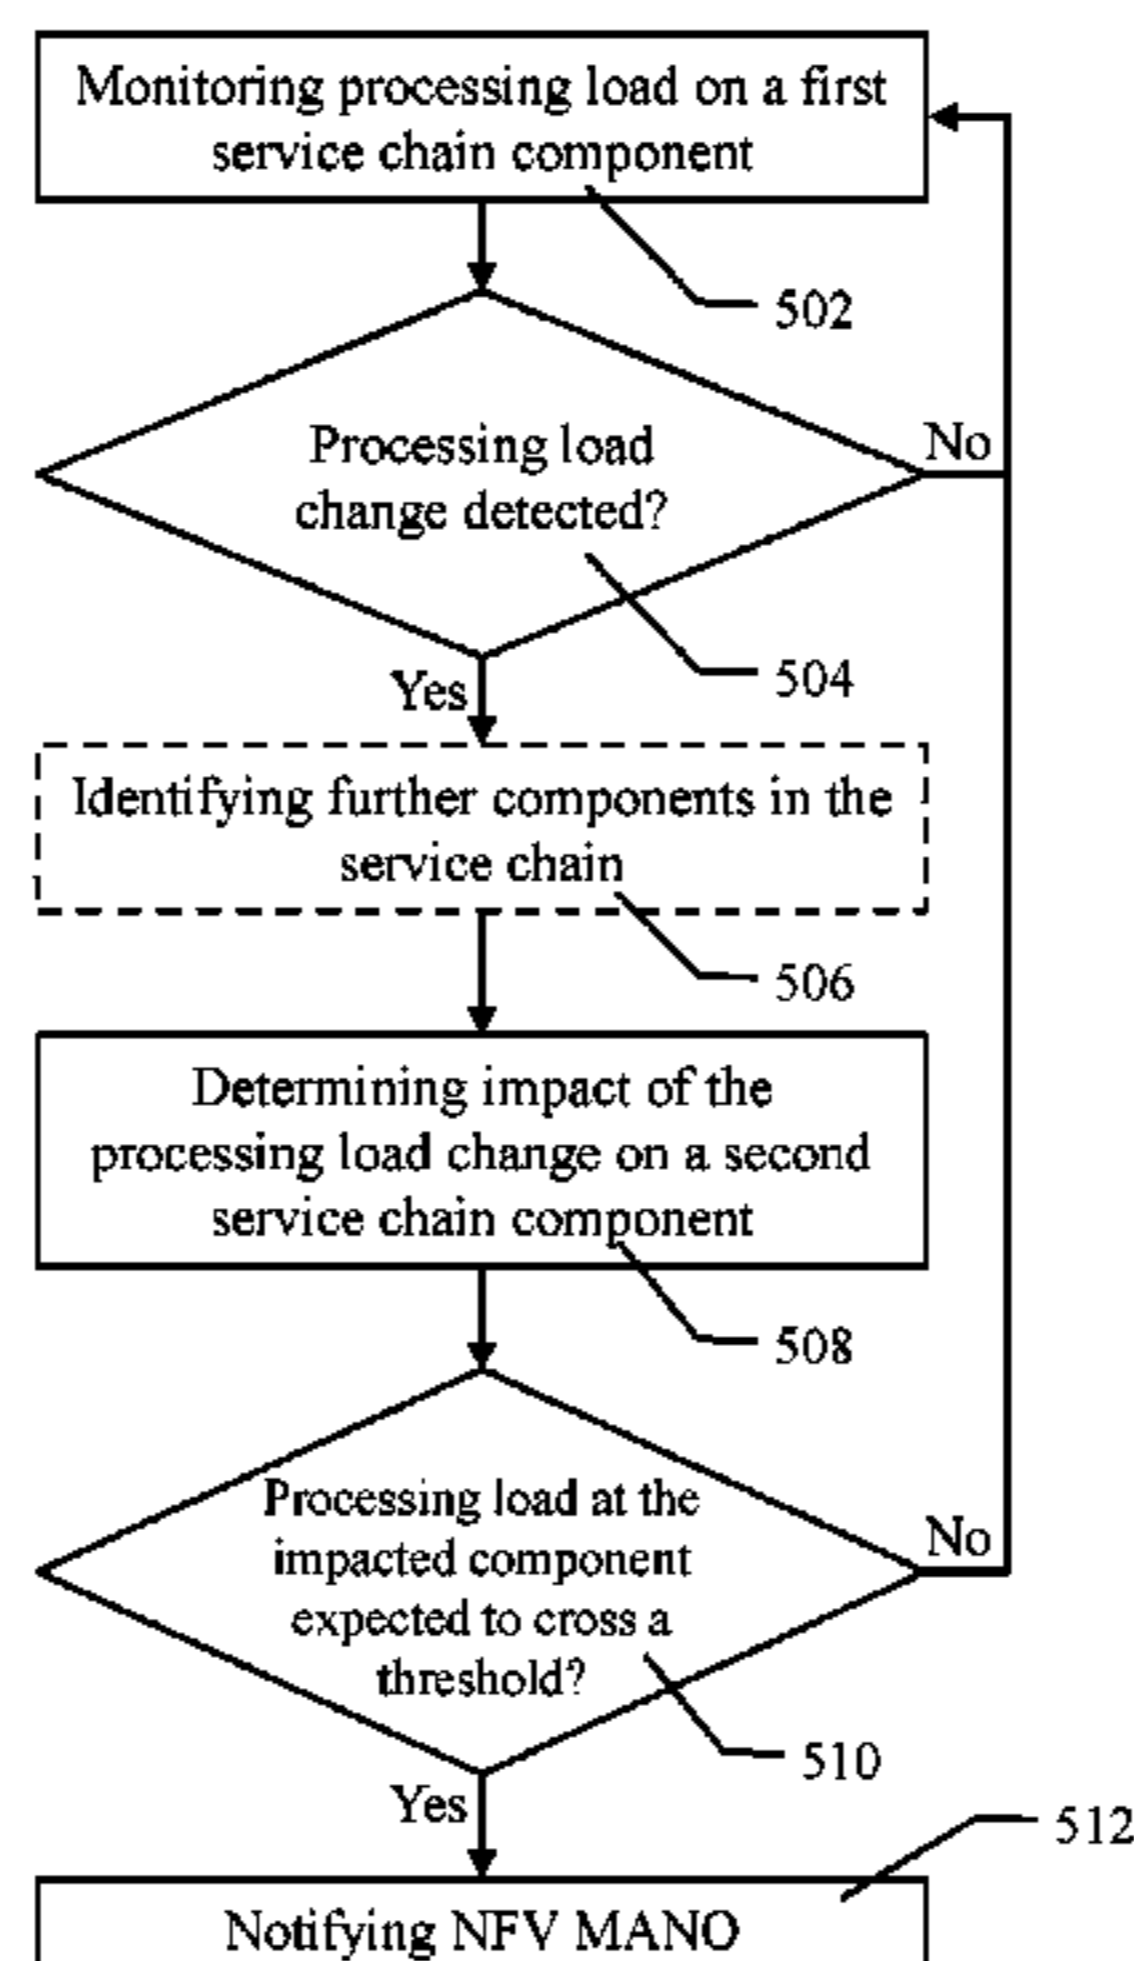 Monitoring processing load on a first
service chain component
502
Processing load
change detected?
No
504
Yes
Identifying further components in the
service chain
506
Determining impact of the
processing load change on a second
service chain component
508
Processing load at the
impacted component
expected to cross a
threshold?
No
510
Yes
512
Notifying NFV MANO